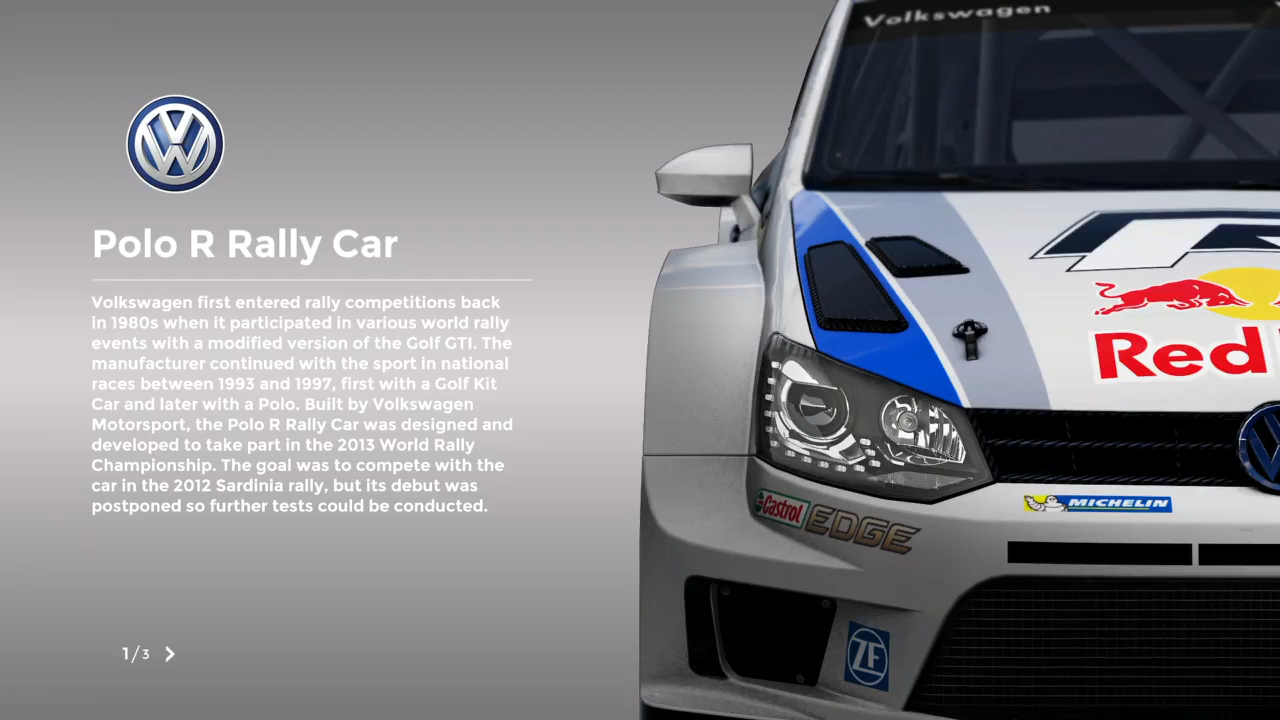 Volkswagen
Polo R Rally Car
Volkswagen first entered rally competitions back
in 1980s when it participated in various world rally
events with a modified version of the Golf GTI. The
manufacturer continued with the sport in national
races between 1993 and 1997, first with a Golf Kit
Car and later with a Polo. Built by Volkswagen
Motorsport, the Polo R Rally Car was designed and
developed to take part in the 2013 World Rally
Championship. The goal was to compete with the
car in the 2012 Sardinia rally, but its debut was
postponed so further tests could be conducted.
Red
Castrol EDGE
MICHELIN
ZF
1/3